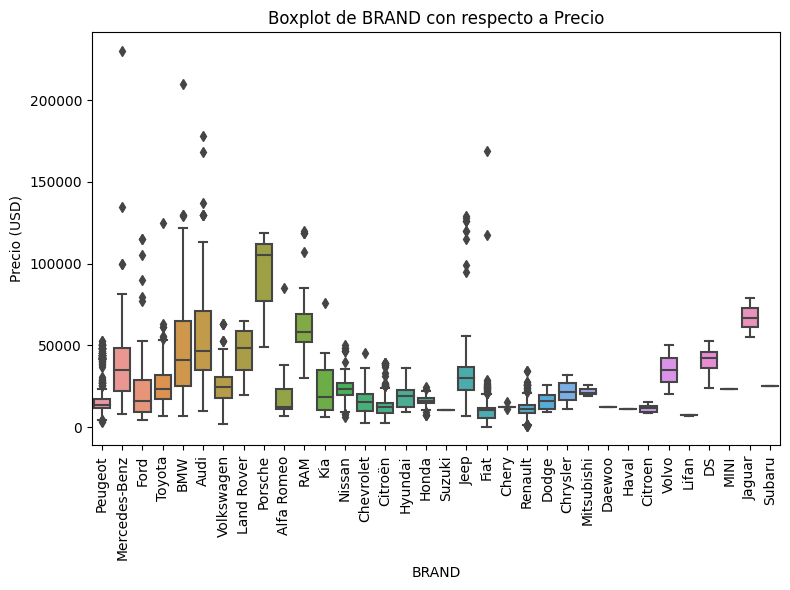 Boxplot de BRAND con respecto a Precio
Precio (USD)
200000
150000
100000
50000
0
Peugeot
Mercedes-Benz
Ford
Toyota
BMW
Audi
Volkswagen
Land Rover
Porsche
Alfa Romeo
RAM
Kia
Nissan
Chevrolet
Citroën
Hyundai
Honda
Suzuki
Jeep
Fiat
Chery
Renault
Dodge
Chrysler
Mitsubishi
Daewoo
Haval
Citroen
Volvo
Lifan
DS
MINI
Jaguar
Subaru
BRAND